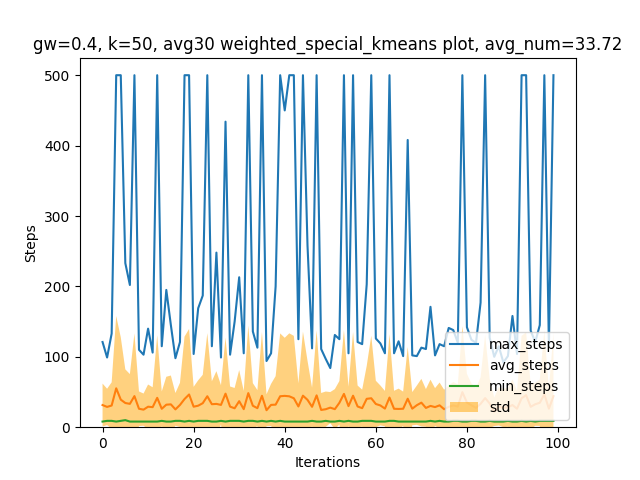 gw=0.4, k=50, avg30 weighted_special_kmeans plot, avg_num=33.72
500
400
300
200
100
0
Steps
0
20
40
60
80
100
Iterations
max_steps
avg_steps
min_steps
std